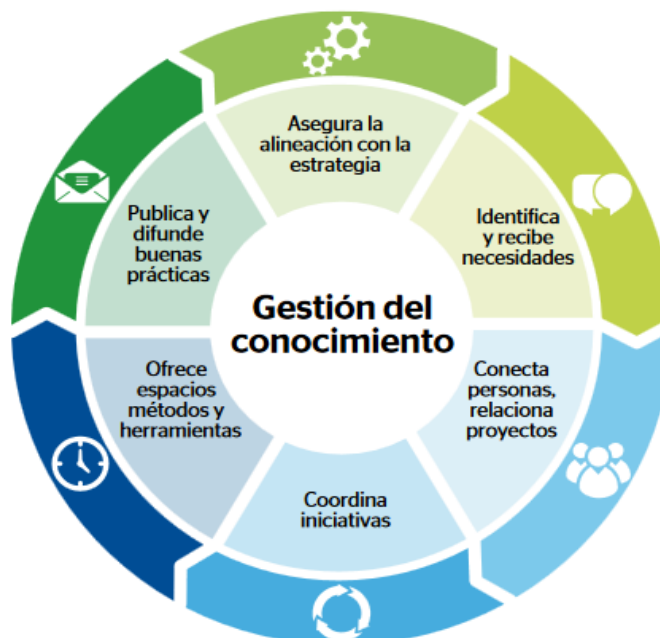 Asegura la
alineación con la
estrategia
Identifica
y recibe
necesidades
Conecta
personas,
relaciona
proyectos
Coordina
iniciativas
Ofrece
espacios
métodos y
herramientas
Publica y
difunde
buenas
prácticas
Gestión del
conocimiento